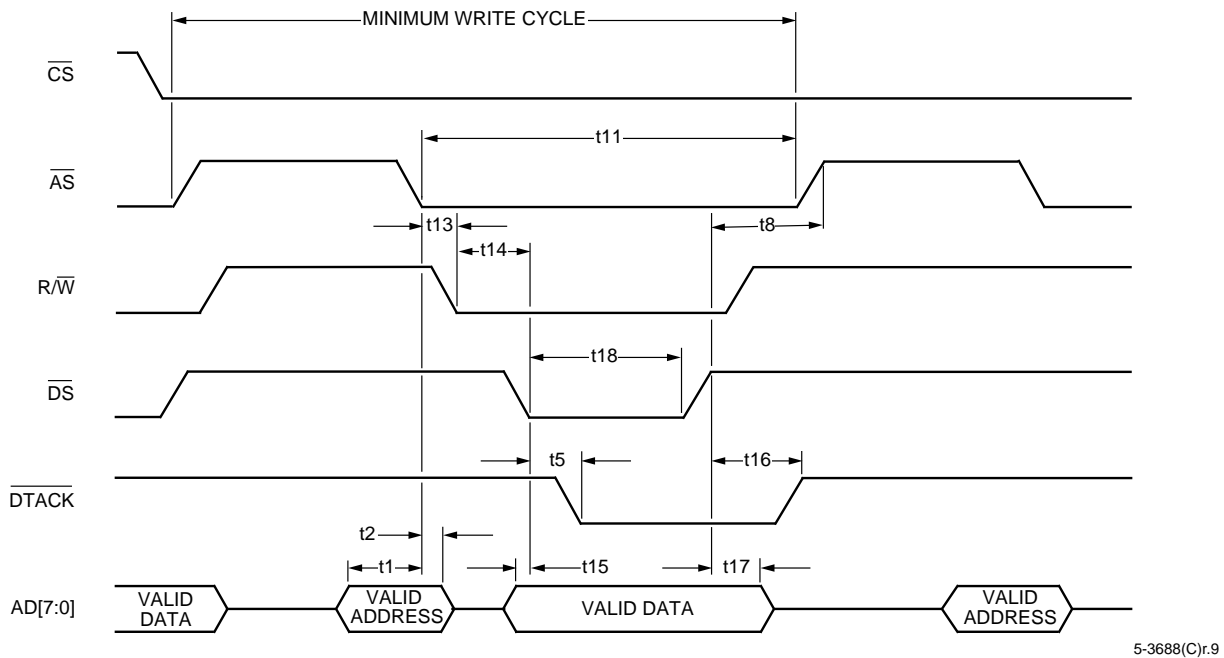 MINIMUM WRITE CYCLE
CS
t11
AS
t13
t8
t14
R/W
t18
DS
t5
t16
DTACK
t2
t1
t15
t17
AD[7:0]
VALID
DATA
VALID
ADDRESS
VALID DATA
VALID
ADDRESS
5-3688(C)r.9